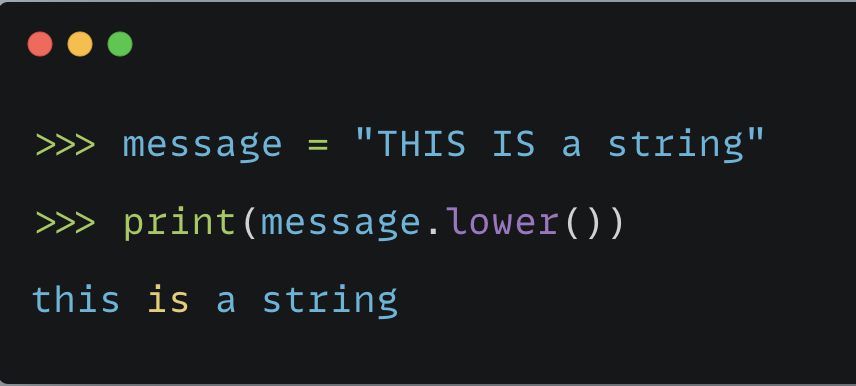 >>> message = "THIS IS a string"
>>> print(message.lower())
this is a string